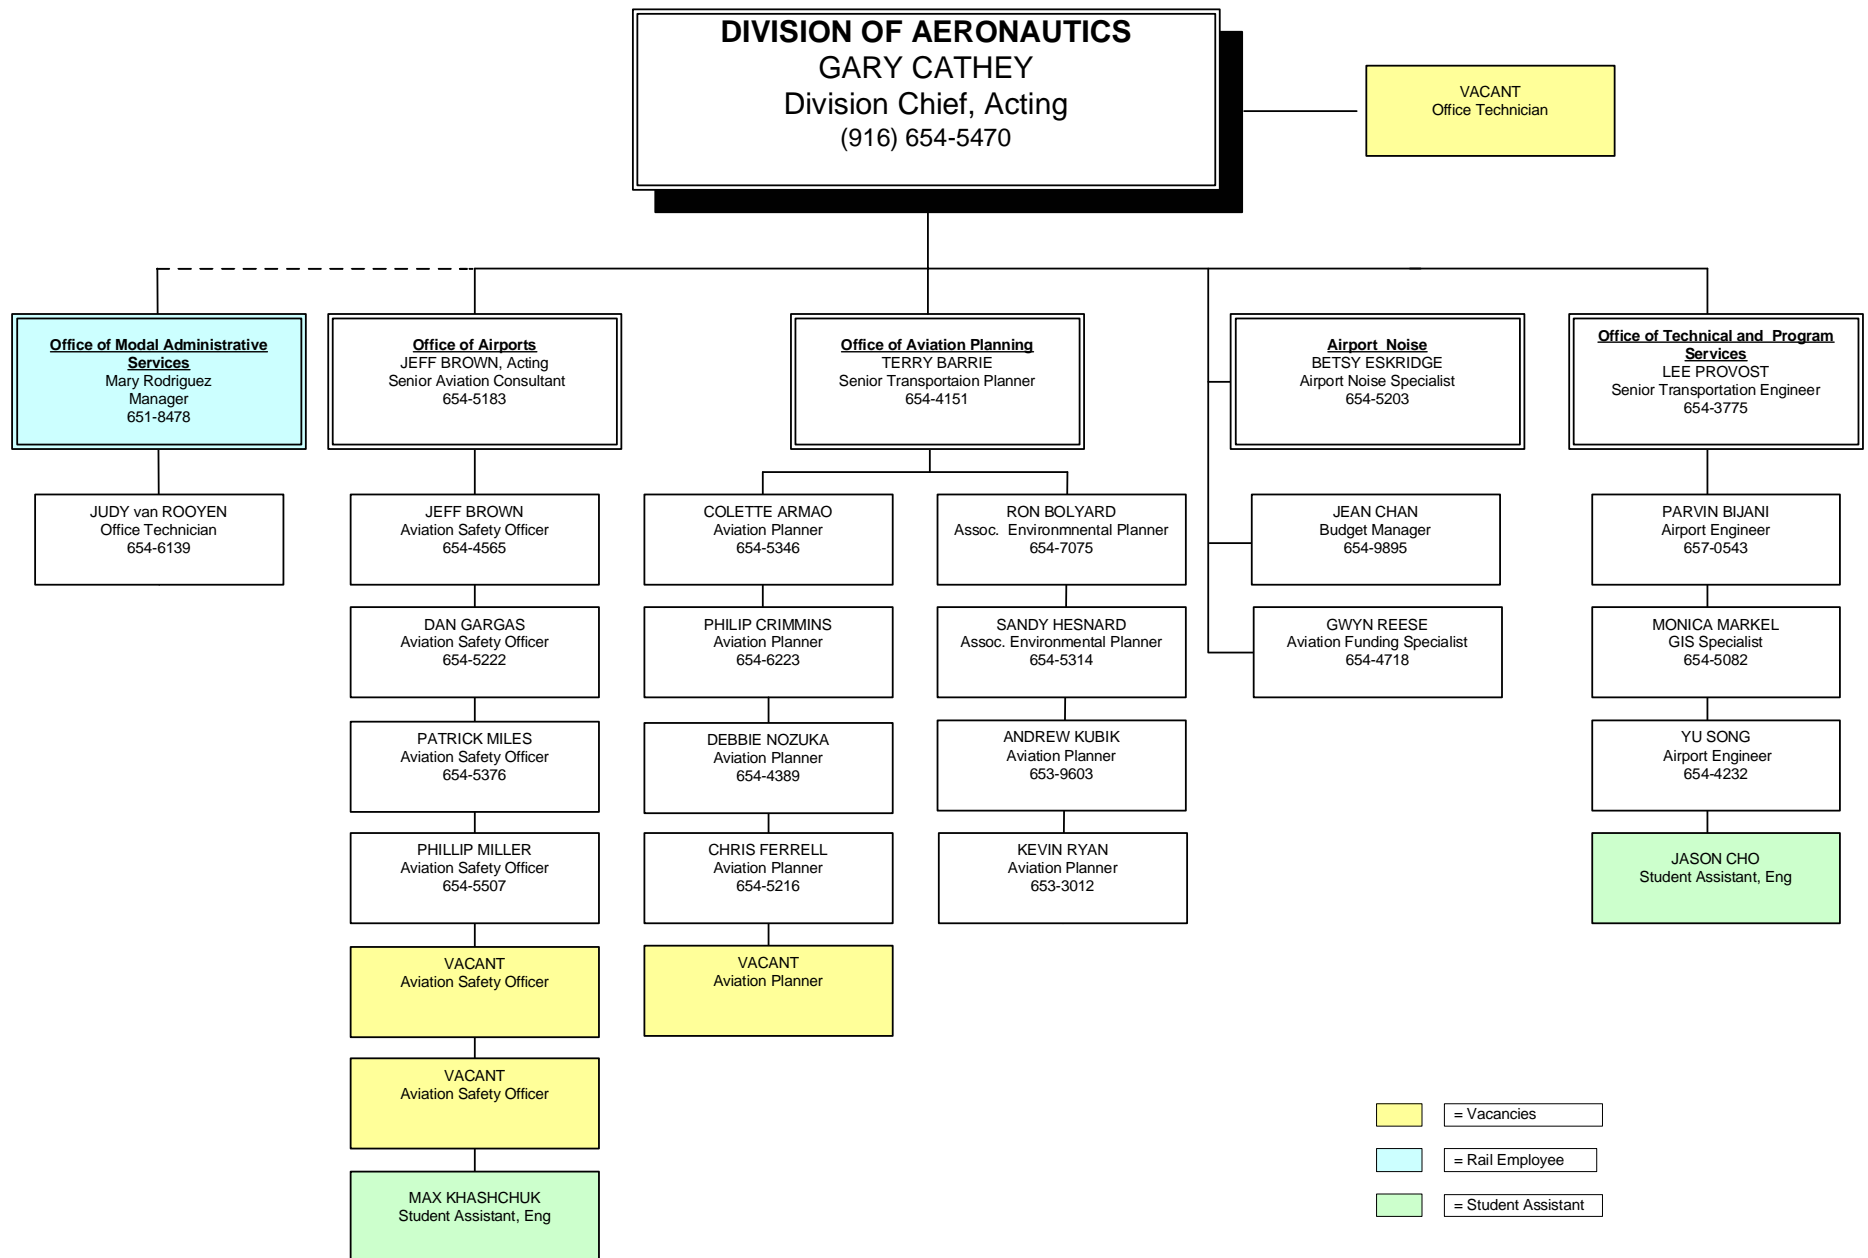 DIVISION OF AERONAUTICS
GARY CATHEY
Division Chief, Acting
(916) 654-5470
VACANT
Office Technician
Office of Modal Administrative
Services
Mary Rodriguez
Manager
651-8478
Office of Airports
JEFF BROWN, Acting
Senior Aviation Consultant
654-5183
Office of Aviation Planning
TERRY BARRIE
Senior Transportaion Planner
654-4151
Airport Noise
BETSY ESKRIDGE
Airport Noise Specialist
654-5203
Office of Technical and Program
Services
LEE PROVOST
Senior Transportation Engineer
654-3775
JUDY van ROOYEN
Office Technician
654-6139
JEFF BROWN
Aviation Safety Officer
654-4565
COLETTE ARMAO
Aviation Planner
654-5346
RON BOLYARD
Assoc. Environmnental Planner
654-7075
JEAN CHAN
Budget Manager
654-9895
PARVIN BIJANI
Airport Engineer
657-0543
DAN GARGAS
Aviation Safety Officer
654-5222
PHILIP CRIMMINS
Aviation Planner
654-6223
SANDY HESNARD
Assoc. Environmental Planner
654-5314
GWYN REESE
Aviation Funding Specialist
654-4718
MONICA MARKEL
GIS Specialist
654-5082
PATRICK MILES
Aviation Safety Officer
654-5376
DEBBIE NOZUKA
Aviation Planner
654-4389
ANDREW KUBIK
Aviation Planner
653-9603
YU SONG
Airport Engineer
654-4232
PHILLIP MILLER
Aviation Safety Officer
654-5507
CHRIS FERRELL
Aviation Planner
654-5216
KEVIN RYAN
Aviation Planner
653-3012
JASON CHO
Student Assistant, Eng
VACANT
Aviation Safety Officer
VACANT
Aviation Planner
VACANT
Aviation Safety Officer
MAX KHASHCHUK
Student Assistant, Eng
= Vacancies
= Rail Employee
= Student Assistant